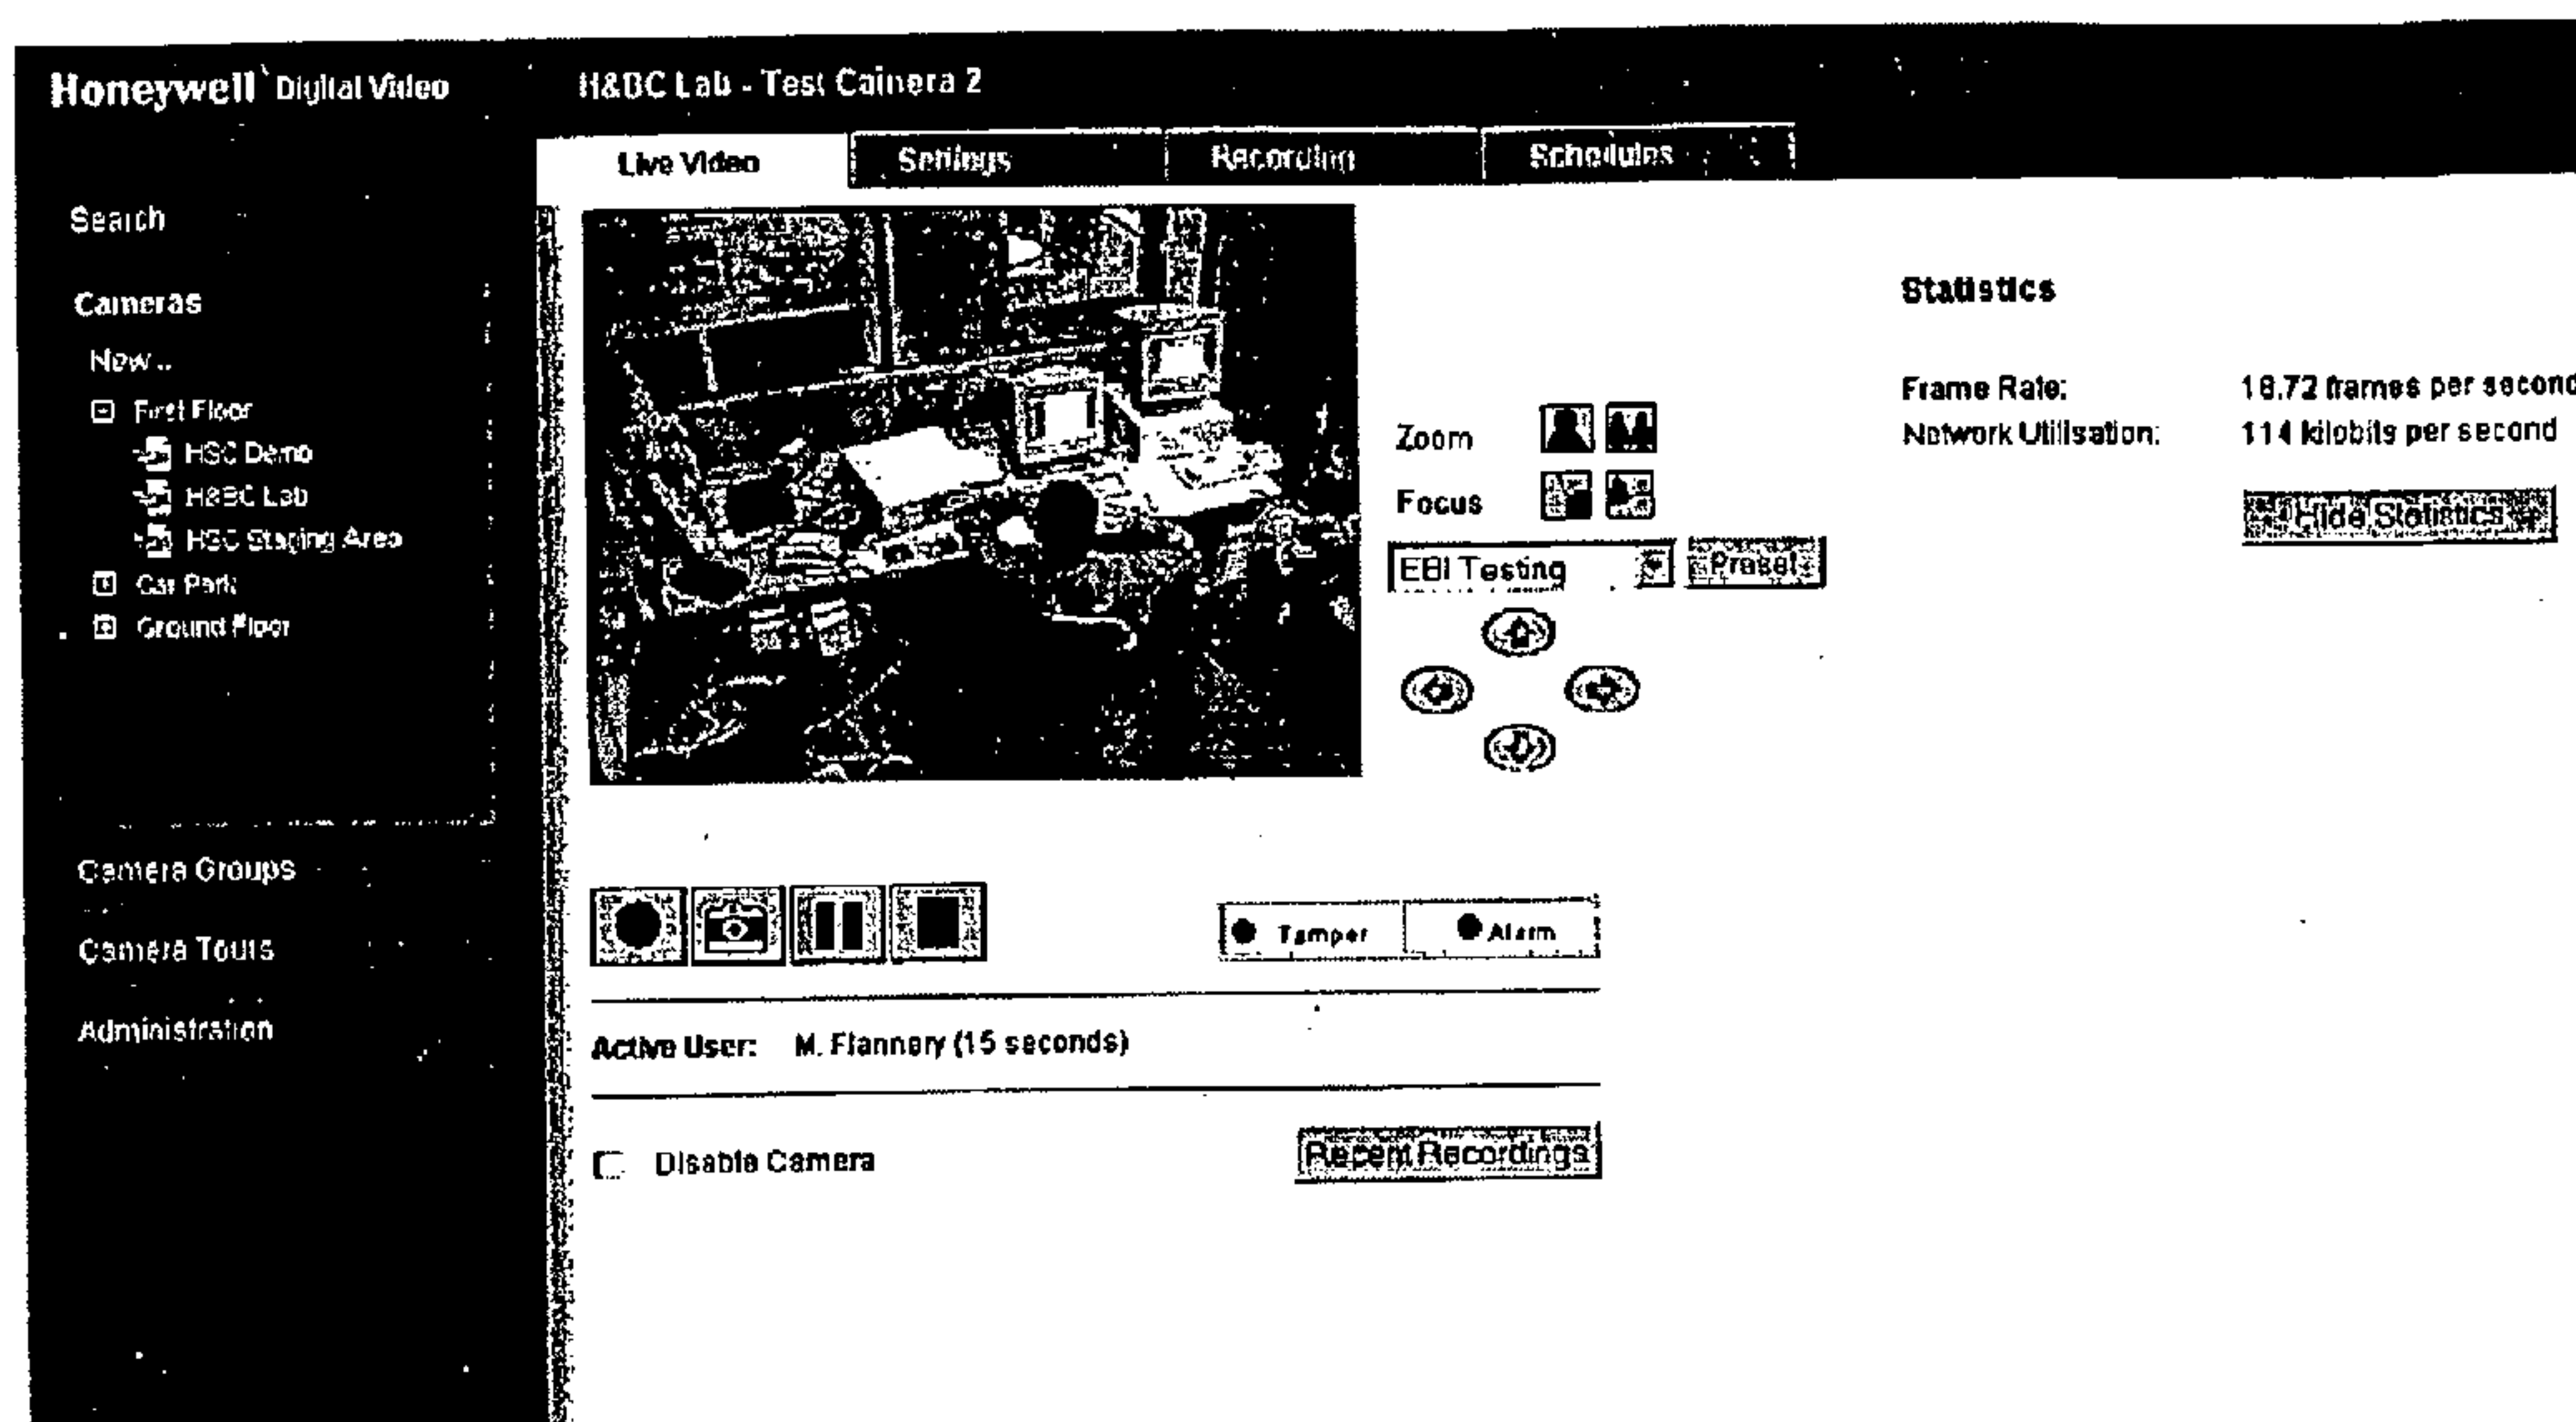 Honeywell Digital Video
H&BC Lab - Test Camera 2
Live Video
Settings
Recording
Schedules
Search
Cameras
New...
First Floor
HSC Demo
H&BC Lab
HSC Staging Area
Car Park
Ground Floor
Camera Groups
Camera Tours
Administration
Zoom
Focus
EBI Testing
Preset
Statistics
Frame Rate: 18.72 frames per second
Network Utilisation: 114 kilobits per second
Hide Statistics
Tamper
Alarm
Active User: M. Flannery (15 seconds)
Disable Camera
Recent Recordings